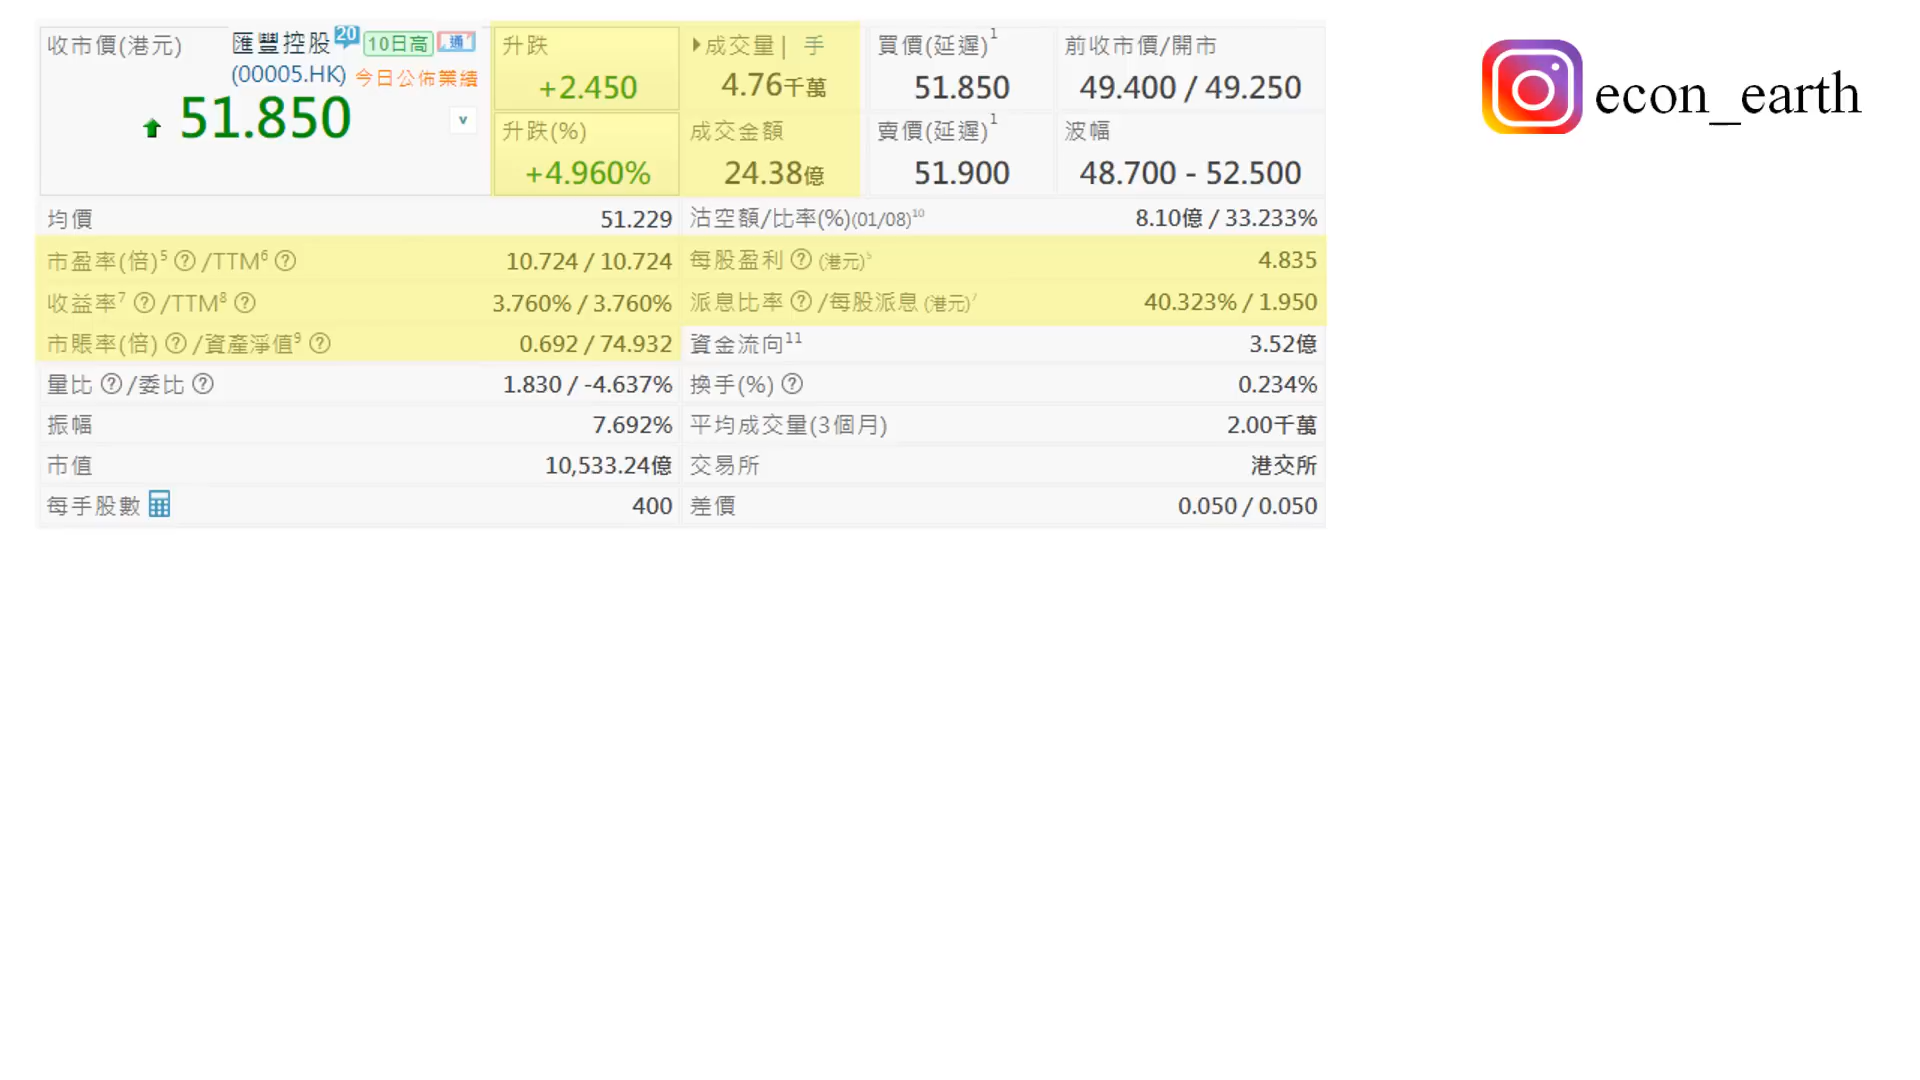 收市價(港元) 匯豐控股 20 10日高 通
(00005.HK) 今日公佈業績
51.850
升跌
+2.450
升跌(%)
+4.960%
成交量| 手
4.76千萬
成交金額
24.38億
買價(延遲)1
51.850
賣價(延遲)1
51.900
前收市價/開市
49.400 / 49.250
波幅
48.700 - 52.500
均價 51.229 沽空額/比率(%)(01/08)10 8.10億 / 33.233%
市盈率(倍)5 /TTM6 10.724 / 10.724 每股盈利 (港元)5 4.835
收益率7 /TTM8 3.760% / 3.760% 派息比率 /每股派息 (港元)7 40.323% / 1.950
市賬率(倍) /資產淨值9 0.692 / 74.932 資金流向11 3.52億
量比 /委比 1.830 / -4.637% 換手(%) 0.234%
振幅 7.692% 平均成交量(3個月) 2.00千萬
市值 10,533.24億 交易所 港交所
每手股數 400 差價 0.050 / 0.050
econ_earth